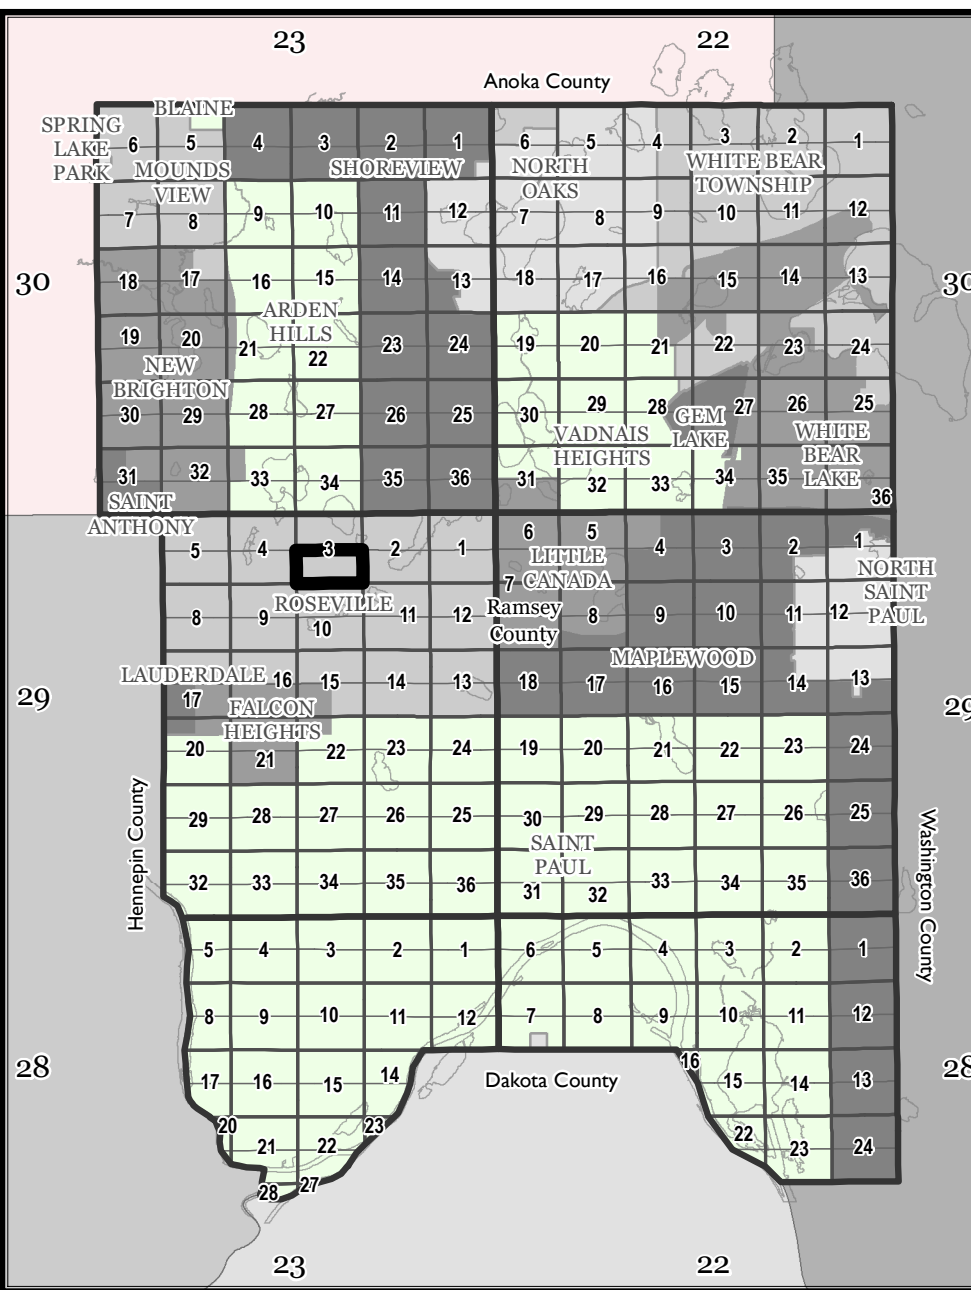 23 22
Anoka County
BLAINE
SPRING
LAKE
PARK
6 5 4 3 2 1 6 5 4 3 2 1
MOUNDS
VIEW
SHOREVIEW
NORTH
OAKS
WHITE BEAR
TOWNSHIP
7 8 9 10 11 12 7 8 9 10 11 12
30 18 17 16 15 14 13 18 17 16 15 14 13 30
ARDEN
HILLS
19 20 21 22 23 24 19 20 21 22 23 24
NEW
BRIGHTON
30 29 28 27 26 25 30 29 28 27 26 25
GEM
LAKE
VADNAIS
HEIGHTS
WHITE
BEAR
LAKE
31 32 33 34 35 36 31 32 33 34 35 36
SAINT
ANTHONY
5 4 3 2 1 6 5 4 3 2 1
LITTLE
CANADA
NORTH
SAINT
PAUL
ROSEVILLE
Ramsey
County
8 9 10 11 12 7 8 9 10 11 12
MAPLEWOOD
LAUDERDALE
29 17 16 15 14 13 18 17 16 15 14 13 29
FALCON
HEIGHTS
20 21 22 23 24 19 20 21 22 23 24
29 28 27 26 25 30 29 28 27 26 25
SAINT
PAUL
Hennepin County
Washington County
32 33 34 35 36 31 32 33 34 35 36
5 4 3 2 1 6 5 4 3 2 1
8 9 10 11 12 7 8 9 10 11 12
28 17 16 15 14 16 15 14 13 28
Dakota County
20 21 22 23 22 23 24
28 27
23 22